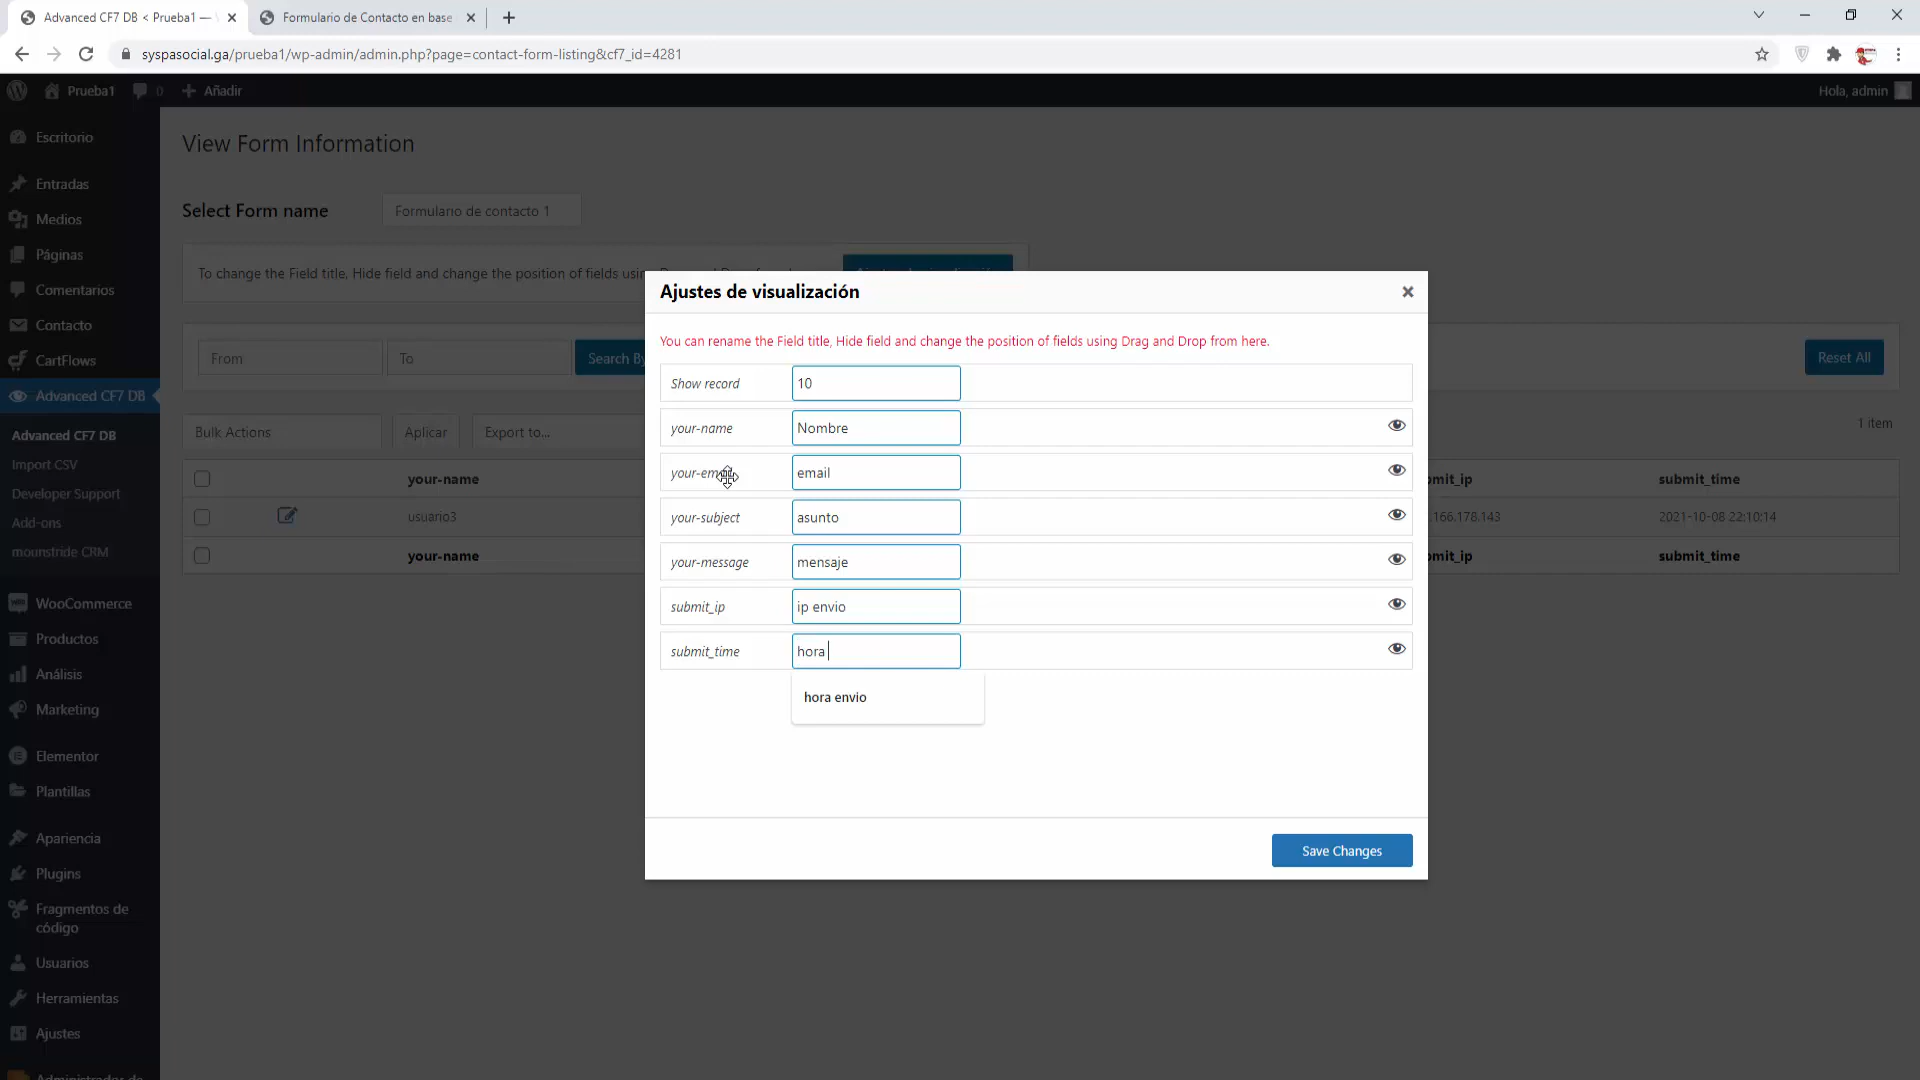 Advanced CF7 DB < Prueba1 —
Formulario de Contacto en base
syspasocial.ga/prueba1/wp-admin/admin.php?page=contact-form-listing&cf7_id=4281
Prueba1
0
Añadir
Hola, admin
Escritorio
Entradas
Medios
Páginas
Comentarios
Contacto
CartFlows
Advanced CF7 DB
Advanced CF7 DB
Import CSV
Developer Support
Add-ons
mounstride CRM
WooCommerce
Productos
Análisis
Marketing
Elementor
Plantillas
Apariencia
Plugins
Fragmentos de
código
Usuarios
Herramientas
Ajustes
Administrador de
View Form Information
Select Form name
Formulario de contacto 1
To change the Field title, Hide field and change the position of fields using
From
To
Search By
Reset All
Bulk Actions
Aplicar
Export to...
1 item
your-name
submit_time
usuario3
.166.178.143
2021-10-08 22:10:14
your-name
submit_time
Ajustes de visualización
You can rename the Field title, Hide field and change the position of fields using Drag and Drop from here.
Show record
10
your-name
Nombre
your-email
email
your-subject
asunto
your-message
mensaje
submit_ip
ip envio
submit_time
hora
hora envio
Save Changes